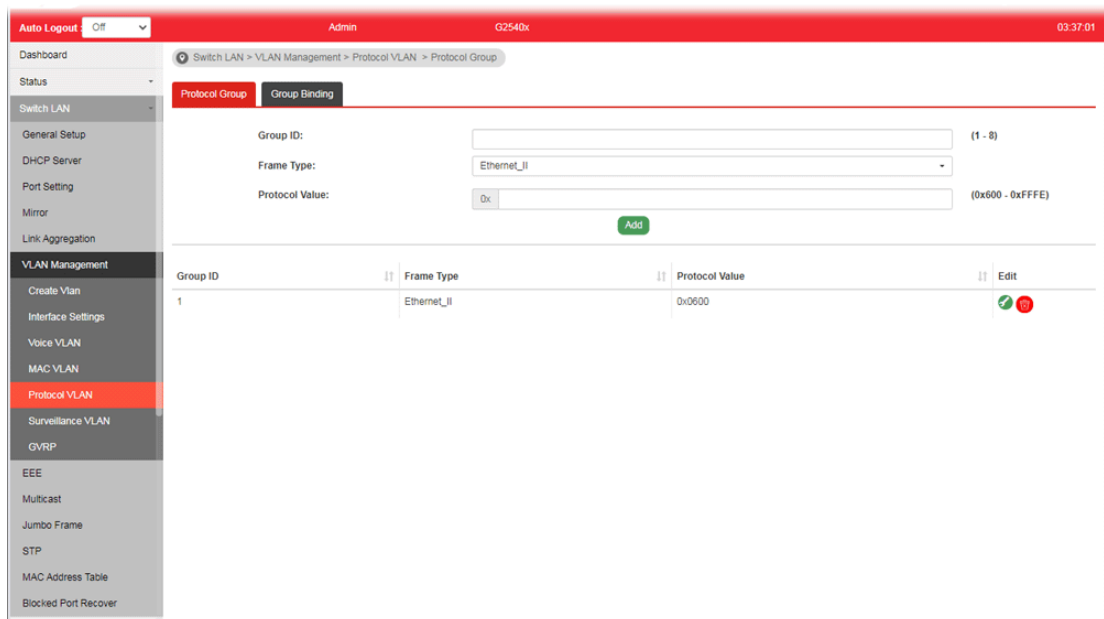 Auto Logout : Off Admin G2540x 03:37:01
Dashboard
Status
Switch LAN
General Setup
DHCP Server
Port Setting
Mirror
Link Aggregation
VLAN Management
Create Vlan
Interface Settings
Voice VLAN
MAC VLAN
Protocol VLAN
Surveillance VLAN
GVRP
EEE
Multicast
Jumbo Frame
STP
MAC Address Table
Blocked Port Recover
Switch LAN > VLAN Management > Protocol VLAN > Protocol Group
Protocol Group Group Binding
Group ID: (1 - 8)
Frame Type: Ethernet_II
Protocol Value: 0x (0x600 - 0xFFFE)
Add
Group ID Frame Type Protocol Value Edit
1 Ethernet_II 0x0600